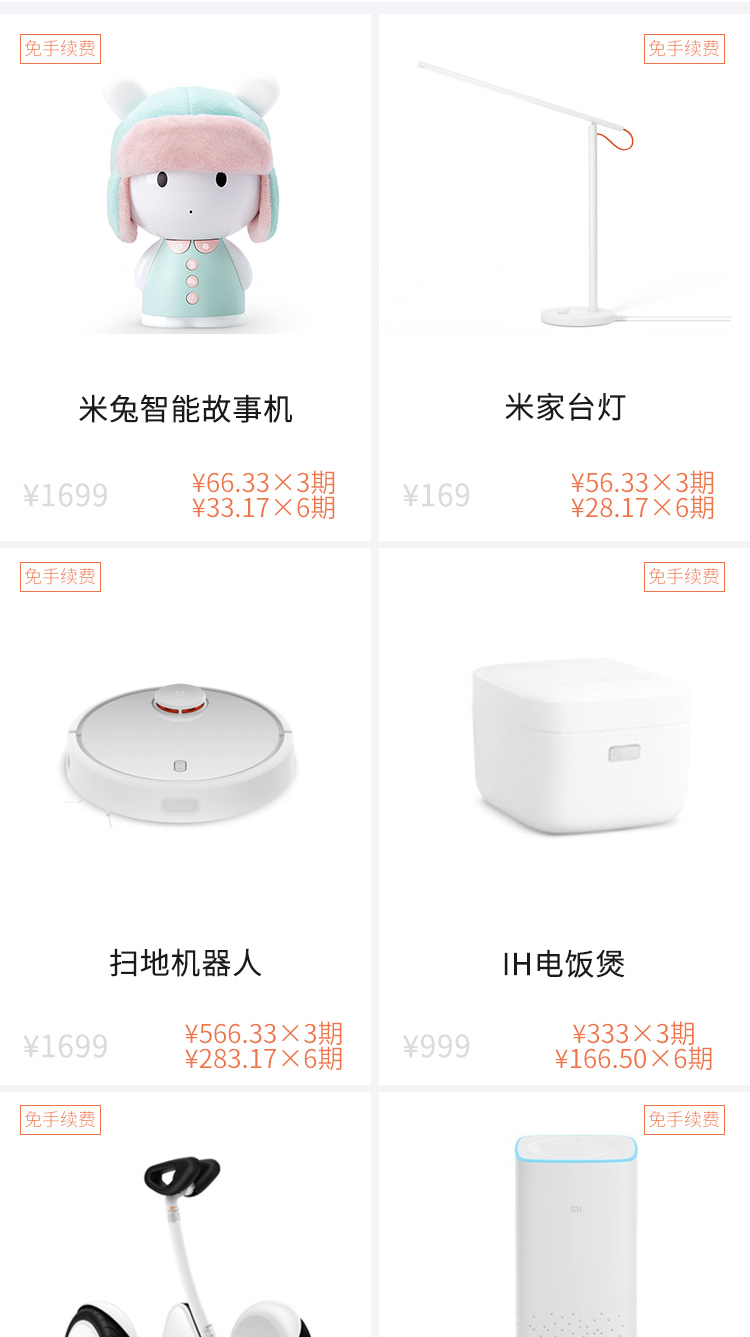 免手续费
免手续费
米兔智能故事机
米家台灯
¥1699
¥66.33×3期
¥33.17×6期
¥169
¥56.33×3期
¥28.17×6期
免手续费
免手续费
扫地机器人
IH电饭煲
¥1699
¥566.33×3期
¥283.17×6期
¥999
¥333×3期
¥166.50×6期
免手续费
免手续费
mi